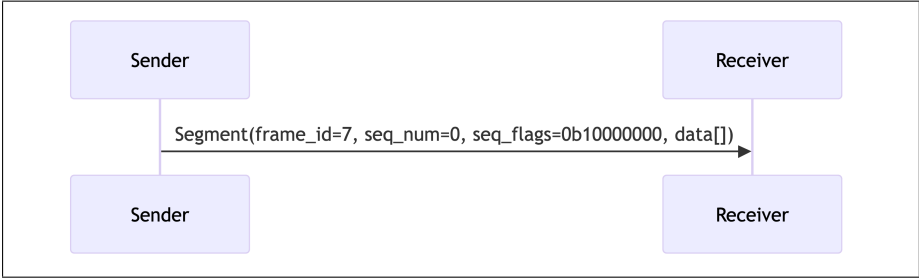 Sender
Receiver
Segment(frame_id=7, seq_num=0, seq_flags=0b10000000, data[])
Sender
Receiver